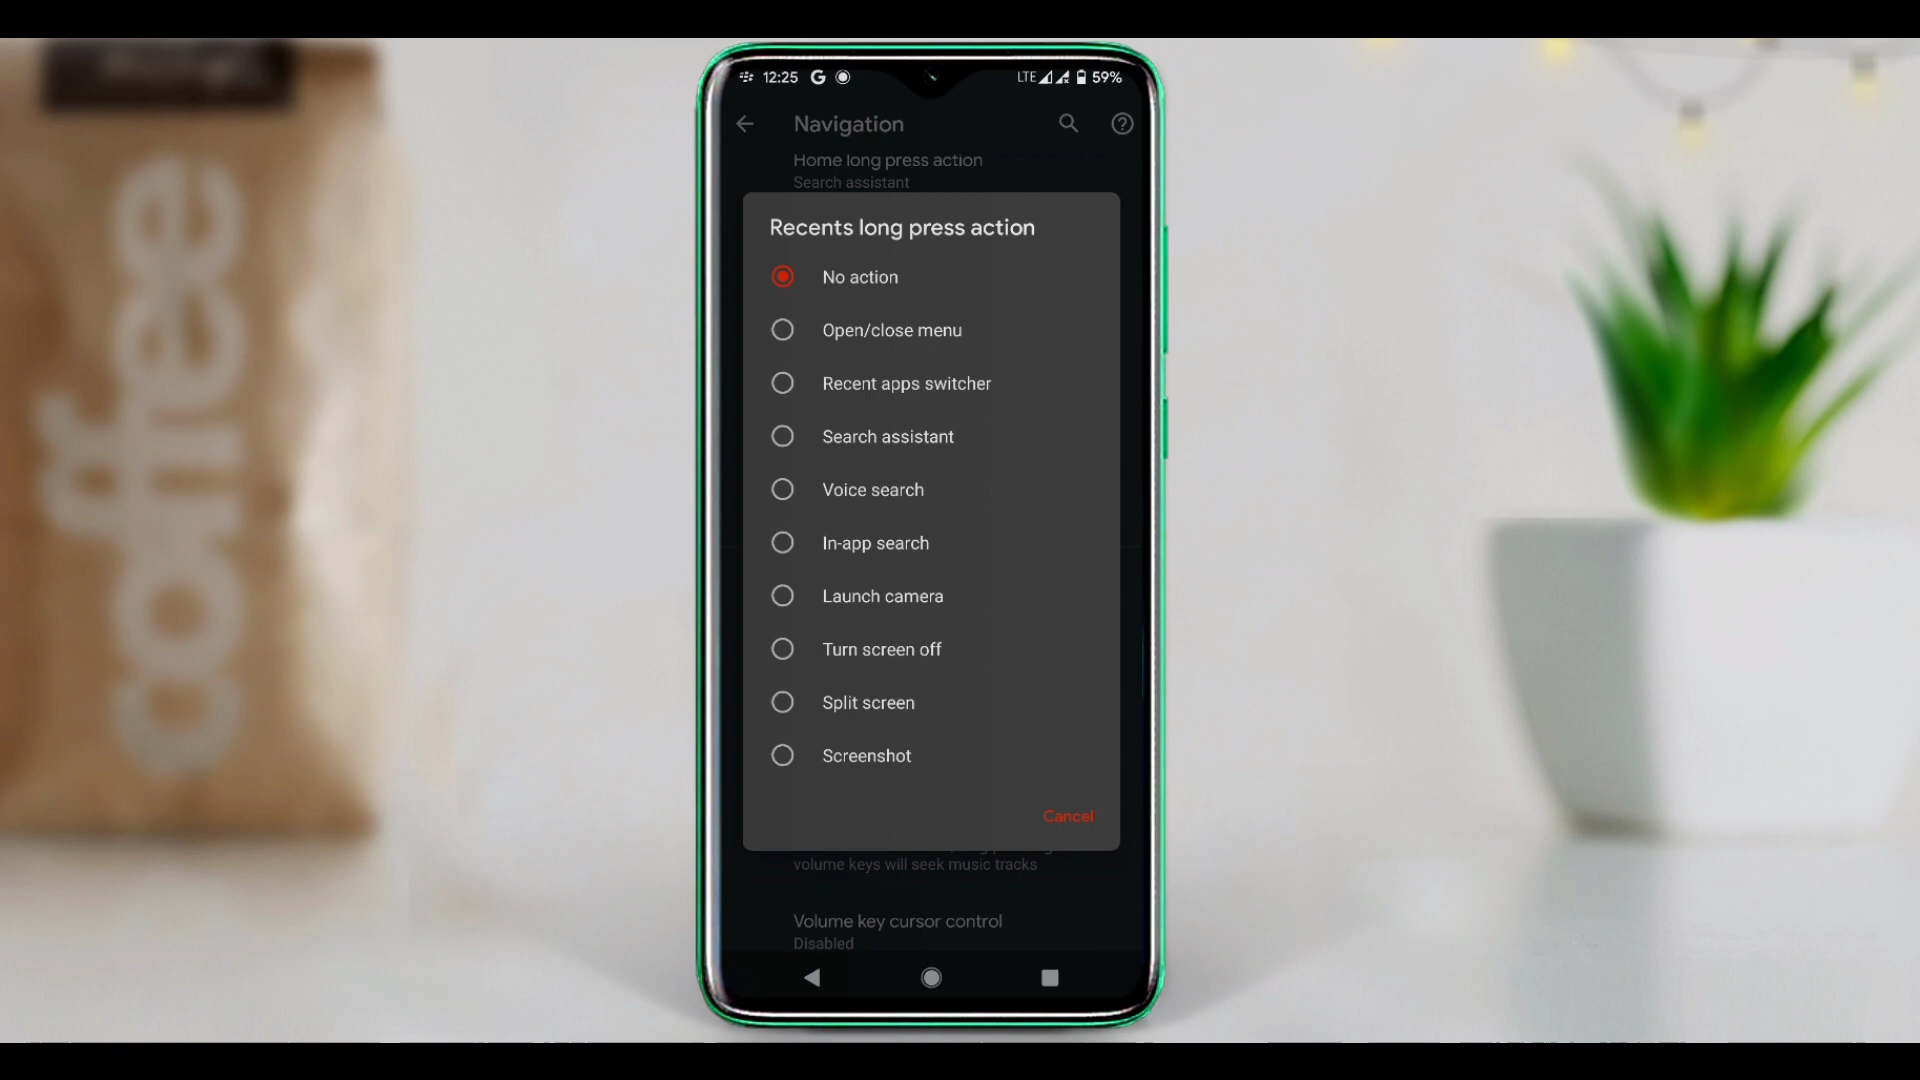 coffee
12:25 G LTE 59%
Navigation
Home long press action
Search assistant
Recents long press action
No action
Open/close menu
Recent apps switcher
Search assistant
Voice search
In-app search
Launch camera
Turn screen off
Split screen
Screenshot
Cancel
volume keys will seek music tracks
Volume key cursor control
Disabled